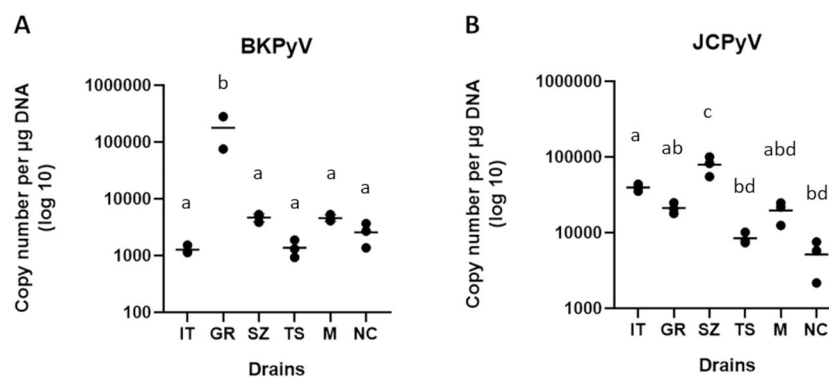 A
BKPyV
Copy number per µg DNA
(log 10)
1000000
100000
10000
1000
100
b
a a a a a
IT GR SZ TS M NC
Drains
B
JCPyV
Copy number per µg DNA
(log 10)
1000000
100000
10000
1000
a ab c bd abd bd
IT GR SZ TS M NC
Drains